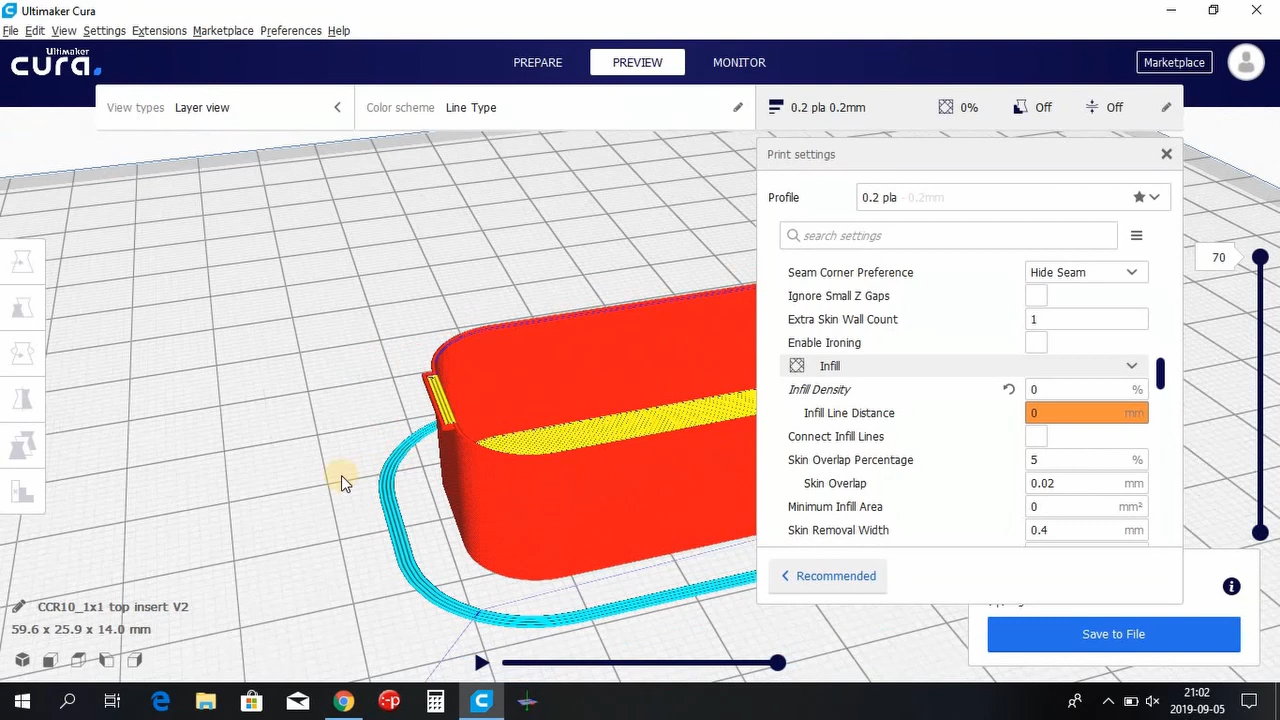 Ultimaker Cura
File Edit View Settings Extensions Marketplace Preferences Help
Ultimaker
cura.
PREPARE PREVIEW MONITOR
Marketplace
View types Layer view
Color scheme Line Type
0.2 pla 0.2mm 0% Off Off
Print settings
Profile 0.2 pla - 0.2mm
search settings
Seam Corner Preference Hide Seam
Ignore Small Z Gaps
Extra Skin Wall Count 1
Enable Ironing
Infill
Infill Density 0 %
Infill Line Distance 0 mm
Connect Infill Lines
Skin Overlap Percentage 5 %
Skin Overlap 0.02 mm
Minimum Infill Area 0 mm²
Skin Removal Width 0.4 mm
Recommended
70
CCR10_1x1 top insert V2
59.6 x 25.9 x 14.0 mm
Save to File
21:02
2019-09-05